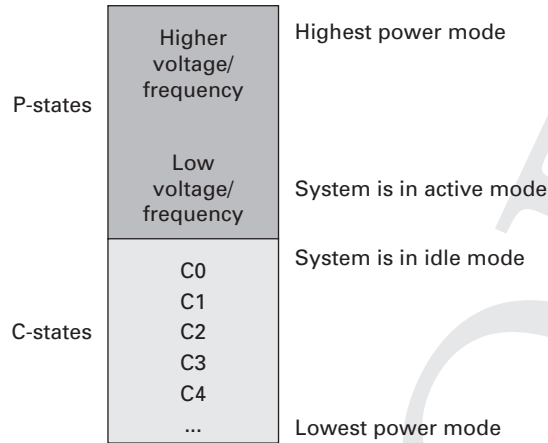 Higher
voltage/
frequency
Highest power mode
P-states
Low
voltage/
frequency
System is in active mode
System is in idle mode
C0
C1
C2
C3
C4
...
C-states
Lowest power mode